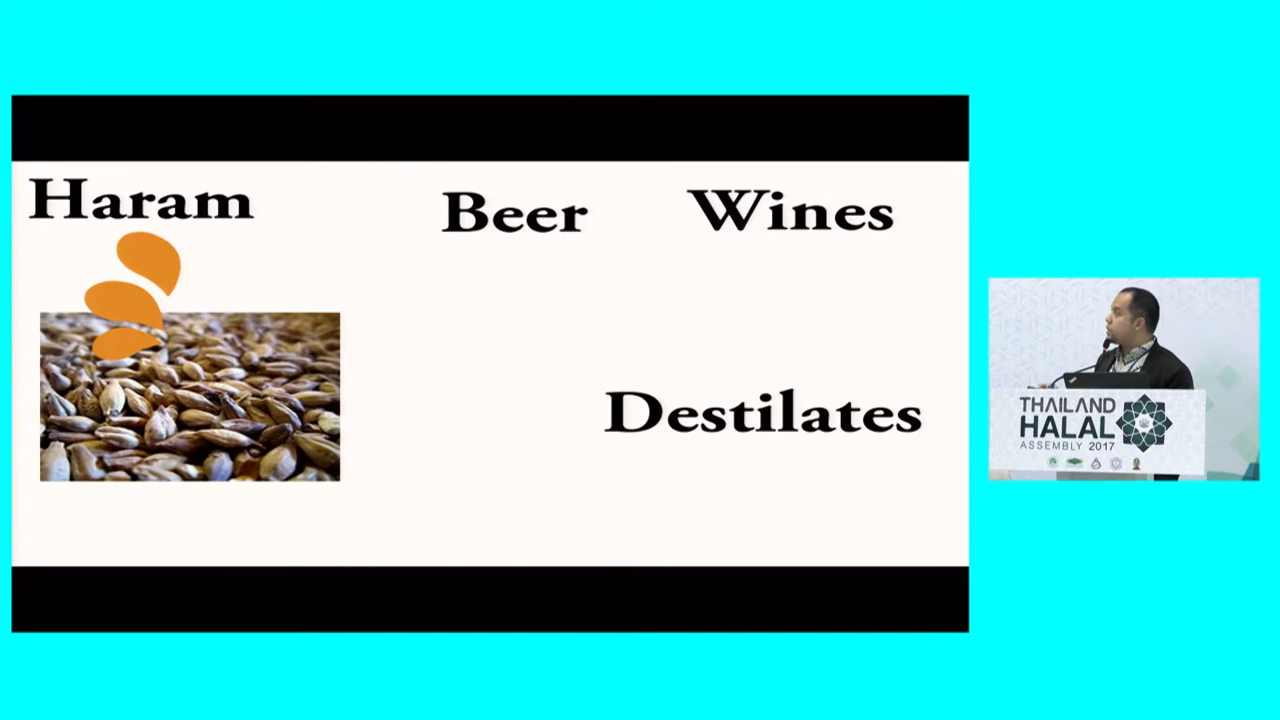 Haram
Beer
Wines
Destilates
THAILAND
HALAL
ASSEMBLY 2017